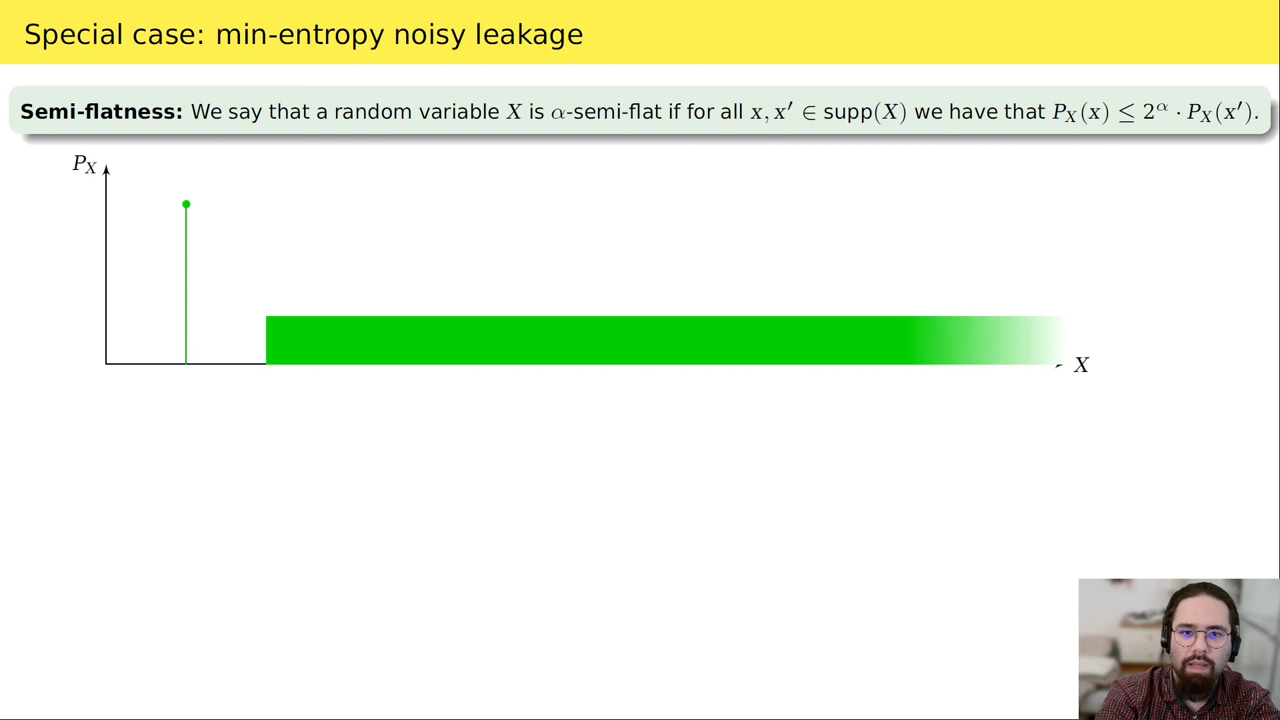 Special case: min-entropy noisy leakage
Semi-flatness: We say that a random variable X is α-semi-flat if for all x, x′ ∈ supp(X) we have that P_X(x) ≤ 2^α · P_X(x′).
P_X
X